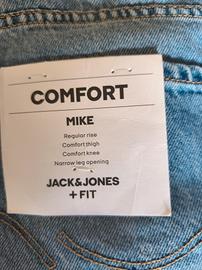 COMFORT
MIKE
Regular rise
Comfort thigh
Comfort knee
Narrow leg opening
JACK&JONES
+ FIT